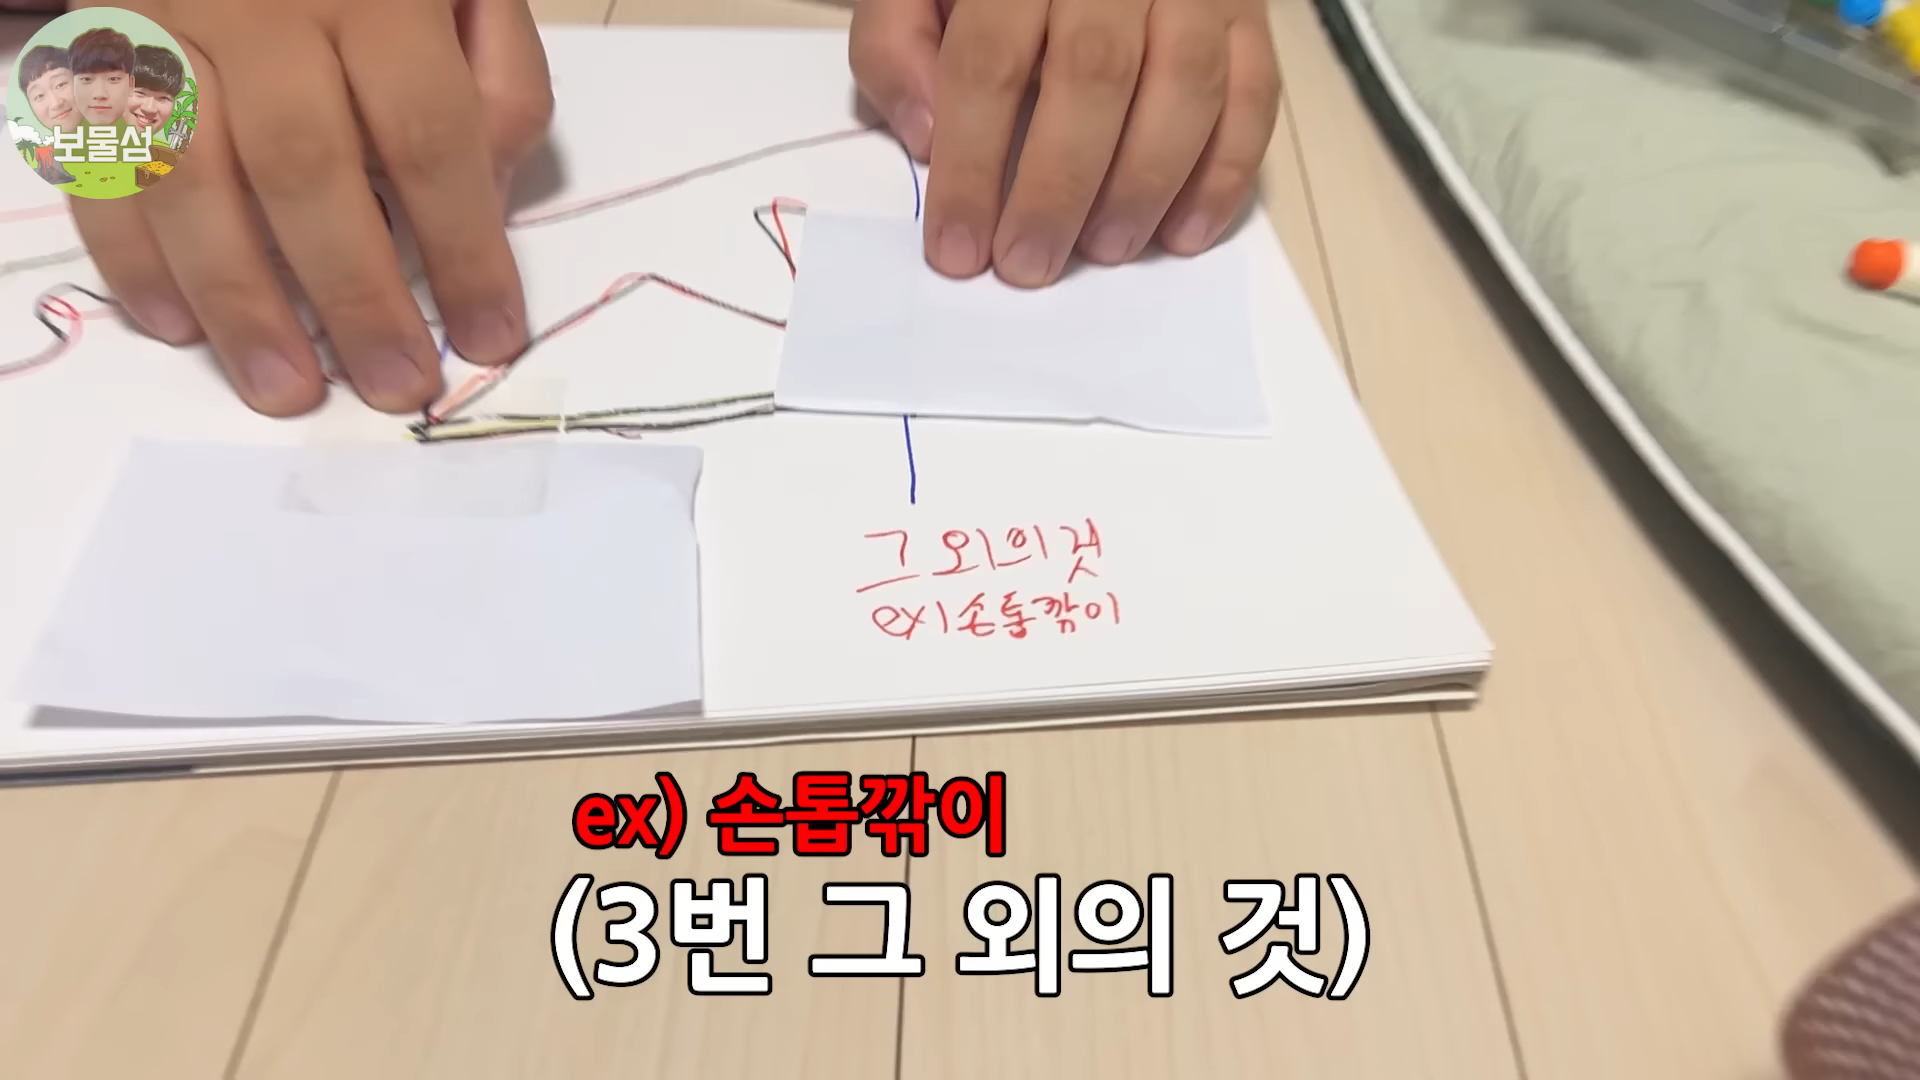 보물섬
그 외의 것
ex) 손톱깎이
ex) 손톱깎이
(3번 그 외의 것)